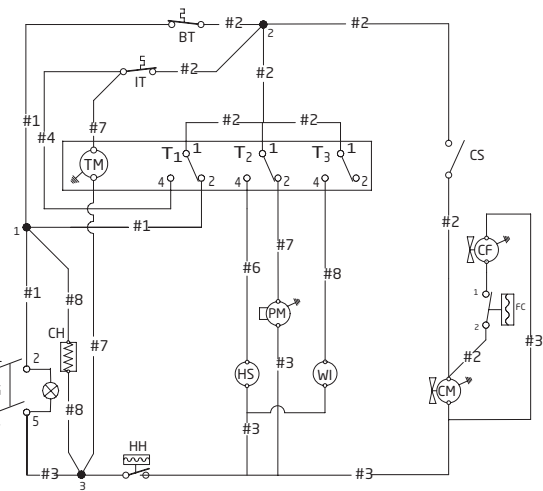 #2 #2
BT 2
#2 IT #2
#1 #2 #2
#4 #7
TM T1 1 T2 1 T3 1 CS
4 2 4 2 4 2
1 #1 #2
#7 CF
#1 #8 #6 #8 1 FC
PM 2 #3
CH #7 #2
2 #3
HS WI CM
#8
5 #3
HH
#3 #3
3